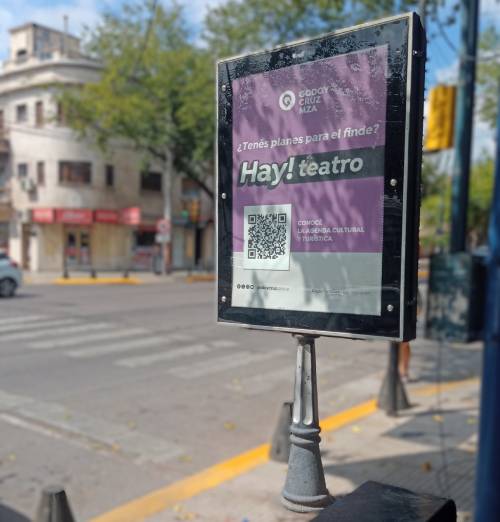 GODOY
CRUZ
MZA
¿Tenés planes para el finde?
Hay! teatro
CONOCÉ
LA AGENDA CULTURAL
Y TURÍSTICA